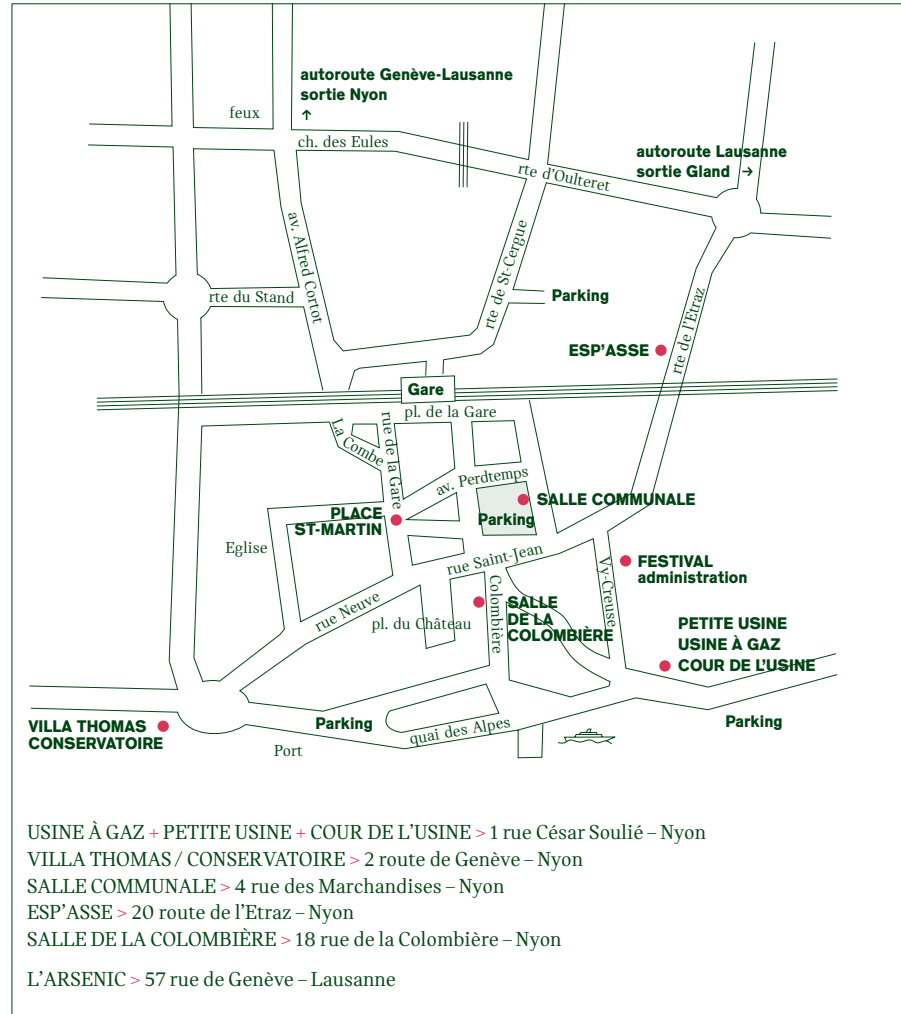 autoroute Genève-Lausanne
sortie Nyon
↑
feux
ch. des Eules
autoroute Lausanne
sortie Gland →
rte d'Oulteret
av. Alfred Cortot
rte de St-Cergue
rte du Stand
Parking
rte de l'Etraz
ESP'ASSE
Gare
pl. de la Gare
La Combe
rue de la Gare
av. Perdtemps
SALLE COMMUNALE
PLACE
ST-MARTIN
Parking
Eglise
rue Saint-Jean
Vy-Creuse
FESTIVAL
administration
Colombière
rue Neuve
pl. du Château
SALLE
DE LA
COLOMBIÈRE
PETITE USINE
USINE À GAZ
COUR DE L'USINE
VILLA THOMAS
CONSERVATOIRE
Parking
quai des Alpes
Parking
Port
USINE À GAZ + PETITE USINE + COUR DE L'USINE > 1 rue César Soulié – Nyon
VILLA THOMAS / CONSERVATOIRE > 2 route de Genève – Nyon
SALLE COMMUNALE > 4 rue des Marchandises – Nyon
ESP'ASSE > 20 route de l'Etraz – Nyon
SALLE DE LA COLOMBIÈRE > 18 rue de la Colombière – Nyon
L'ARSENIC > 57 rue de Genève – Lausanne